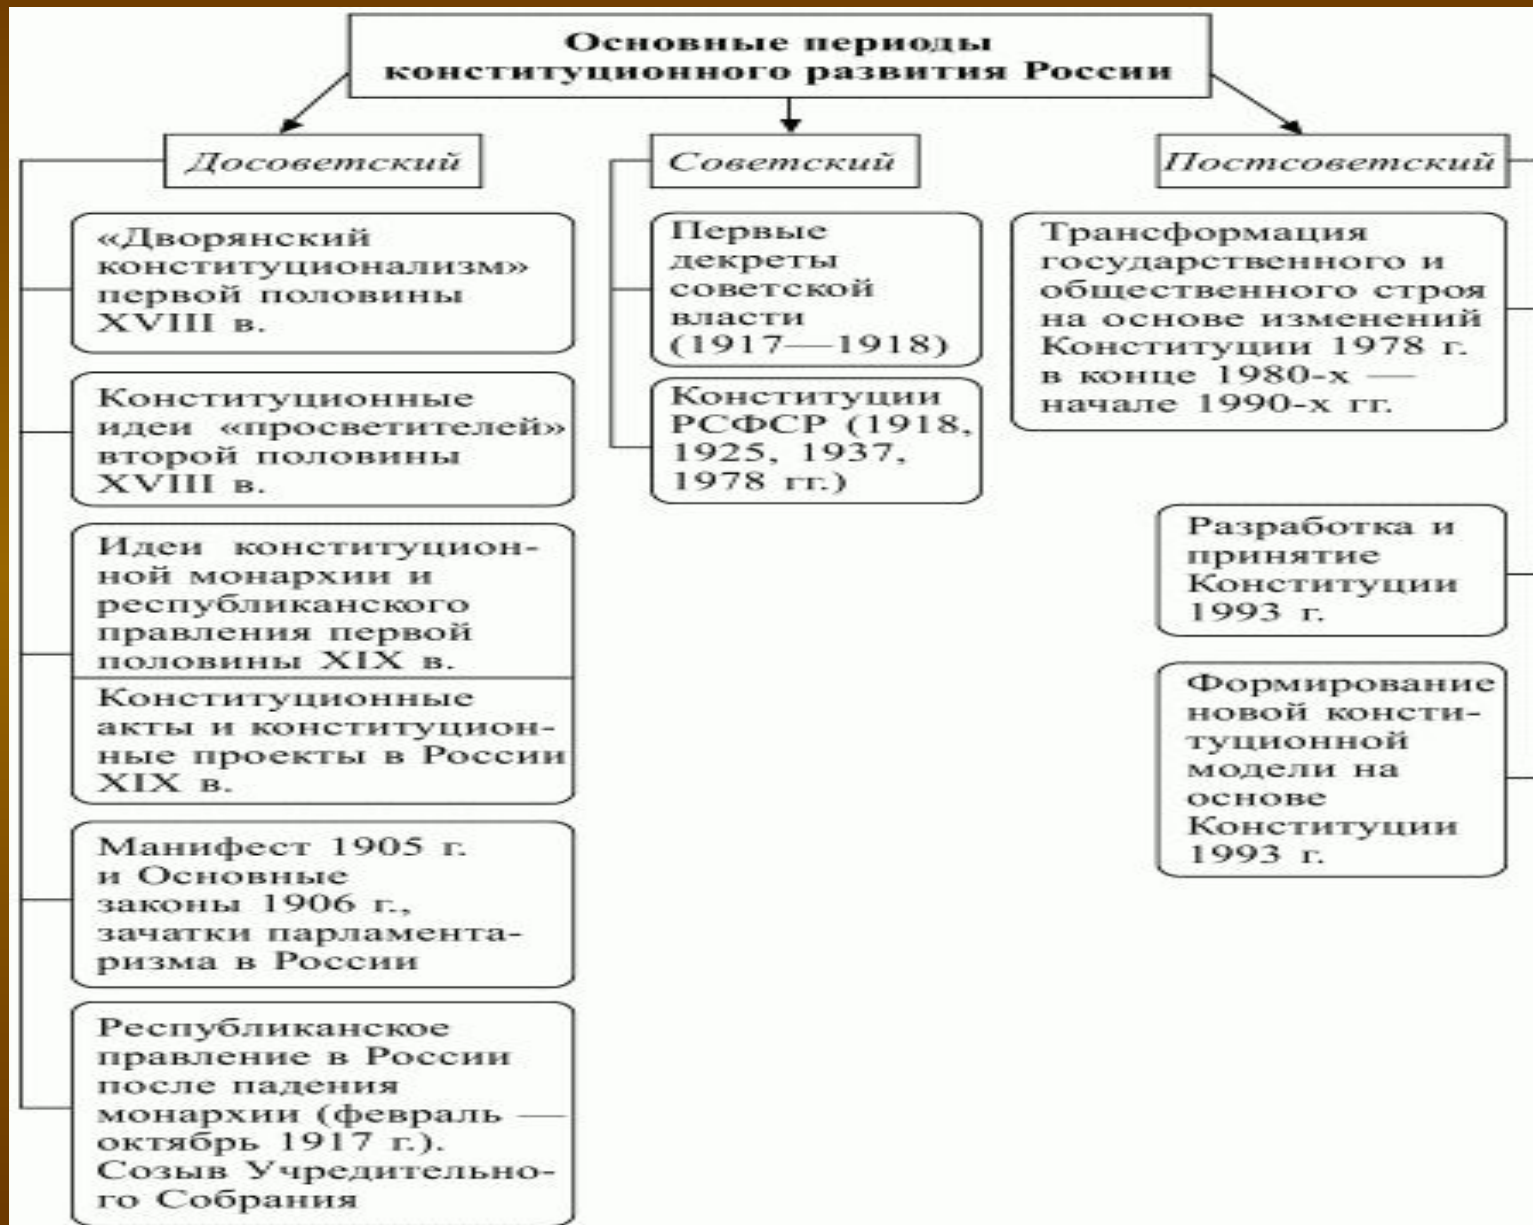 Основные периоды
конституционного развития России
Досоветский
«Дворянский
конституционализм»
первой половины
XVIII в.
Конституционные
идеи «просветителей»
второй половины
XVIII в.
Идеи конституцион-
ной монархии и
республиканского
правления первой
половины XIX в.
Конституционные
акты и конституцион-
ные проекты в России
XIX в.
Манифест 1905 г.
и Основные
законы 1906 г.,
зачатки парламента-
ризма в России
Республиканское
правление в России
после падения
монархии (февраль —
октябрь 1917 г.).
Созыв Учредительно-
го Собрания
Советский
Первые
декреты
советской
власти
(1917—1918)
Конституции
РСФСР (1918,
1925, 1937,
1978 гг.)
Постсоветский
Трансформация
государственного и
общественного строя
на основе изменений
Конституции 1978 г.
в конце 1980-х —
начале 1990-х гг.
Разработка и
принятие
Конституции
1993 г.
Формирование
новой консти-
туционной
модели на
основе
Конституции
1993 г.